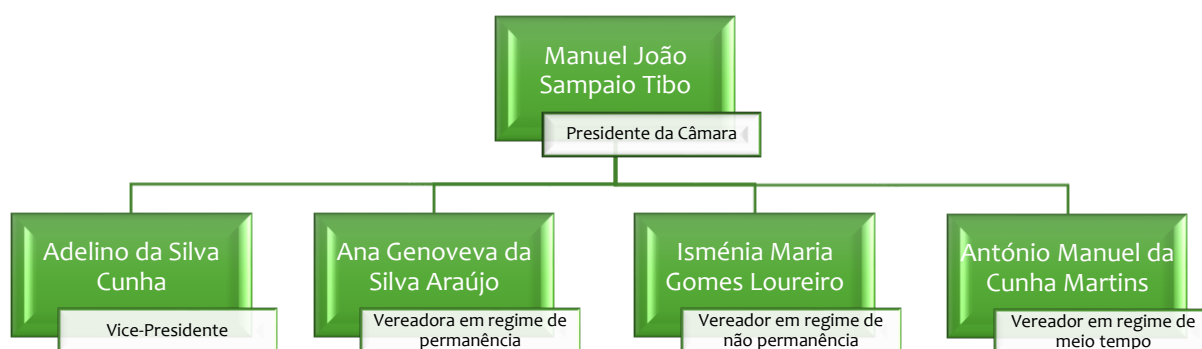 Manuel João
Sampaio Tibo
Presidente da Câmara
Adelino da Silva
Cunha
Vice-Presidente
Ana Genoveva da
Silva Araújo
Vereadora em regime de
permanência
Isménia Maria
Gomes Loureiro
Vereador em regime de
não permanência
António Manuel da
Cunha Martins
Vereador em regime de
meio tempo